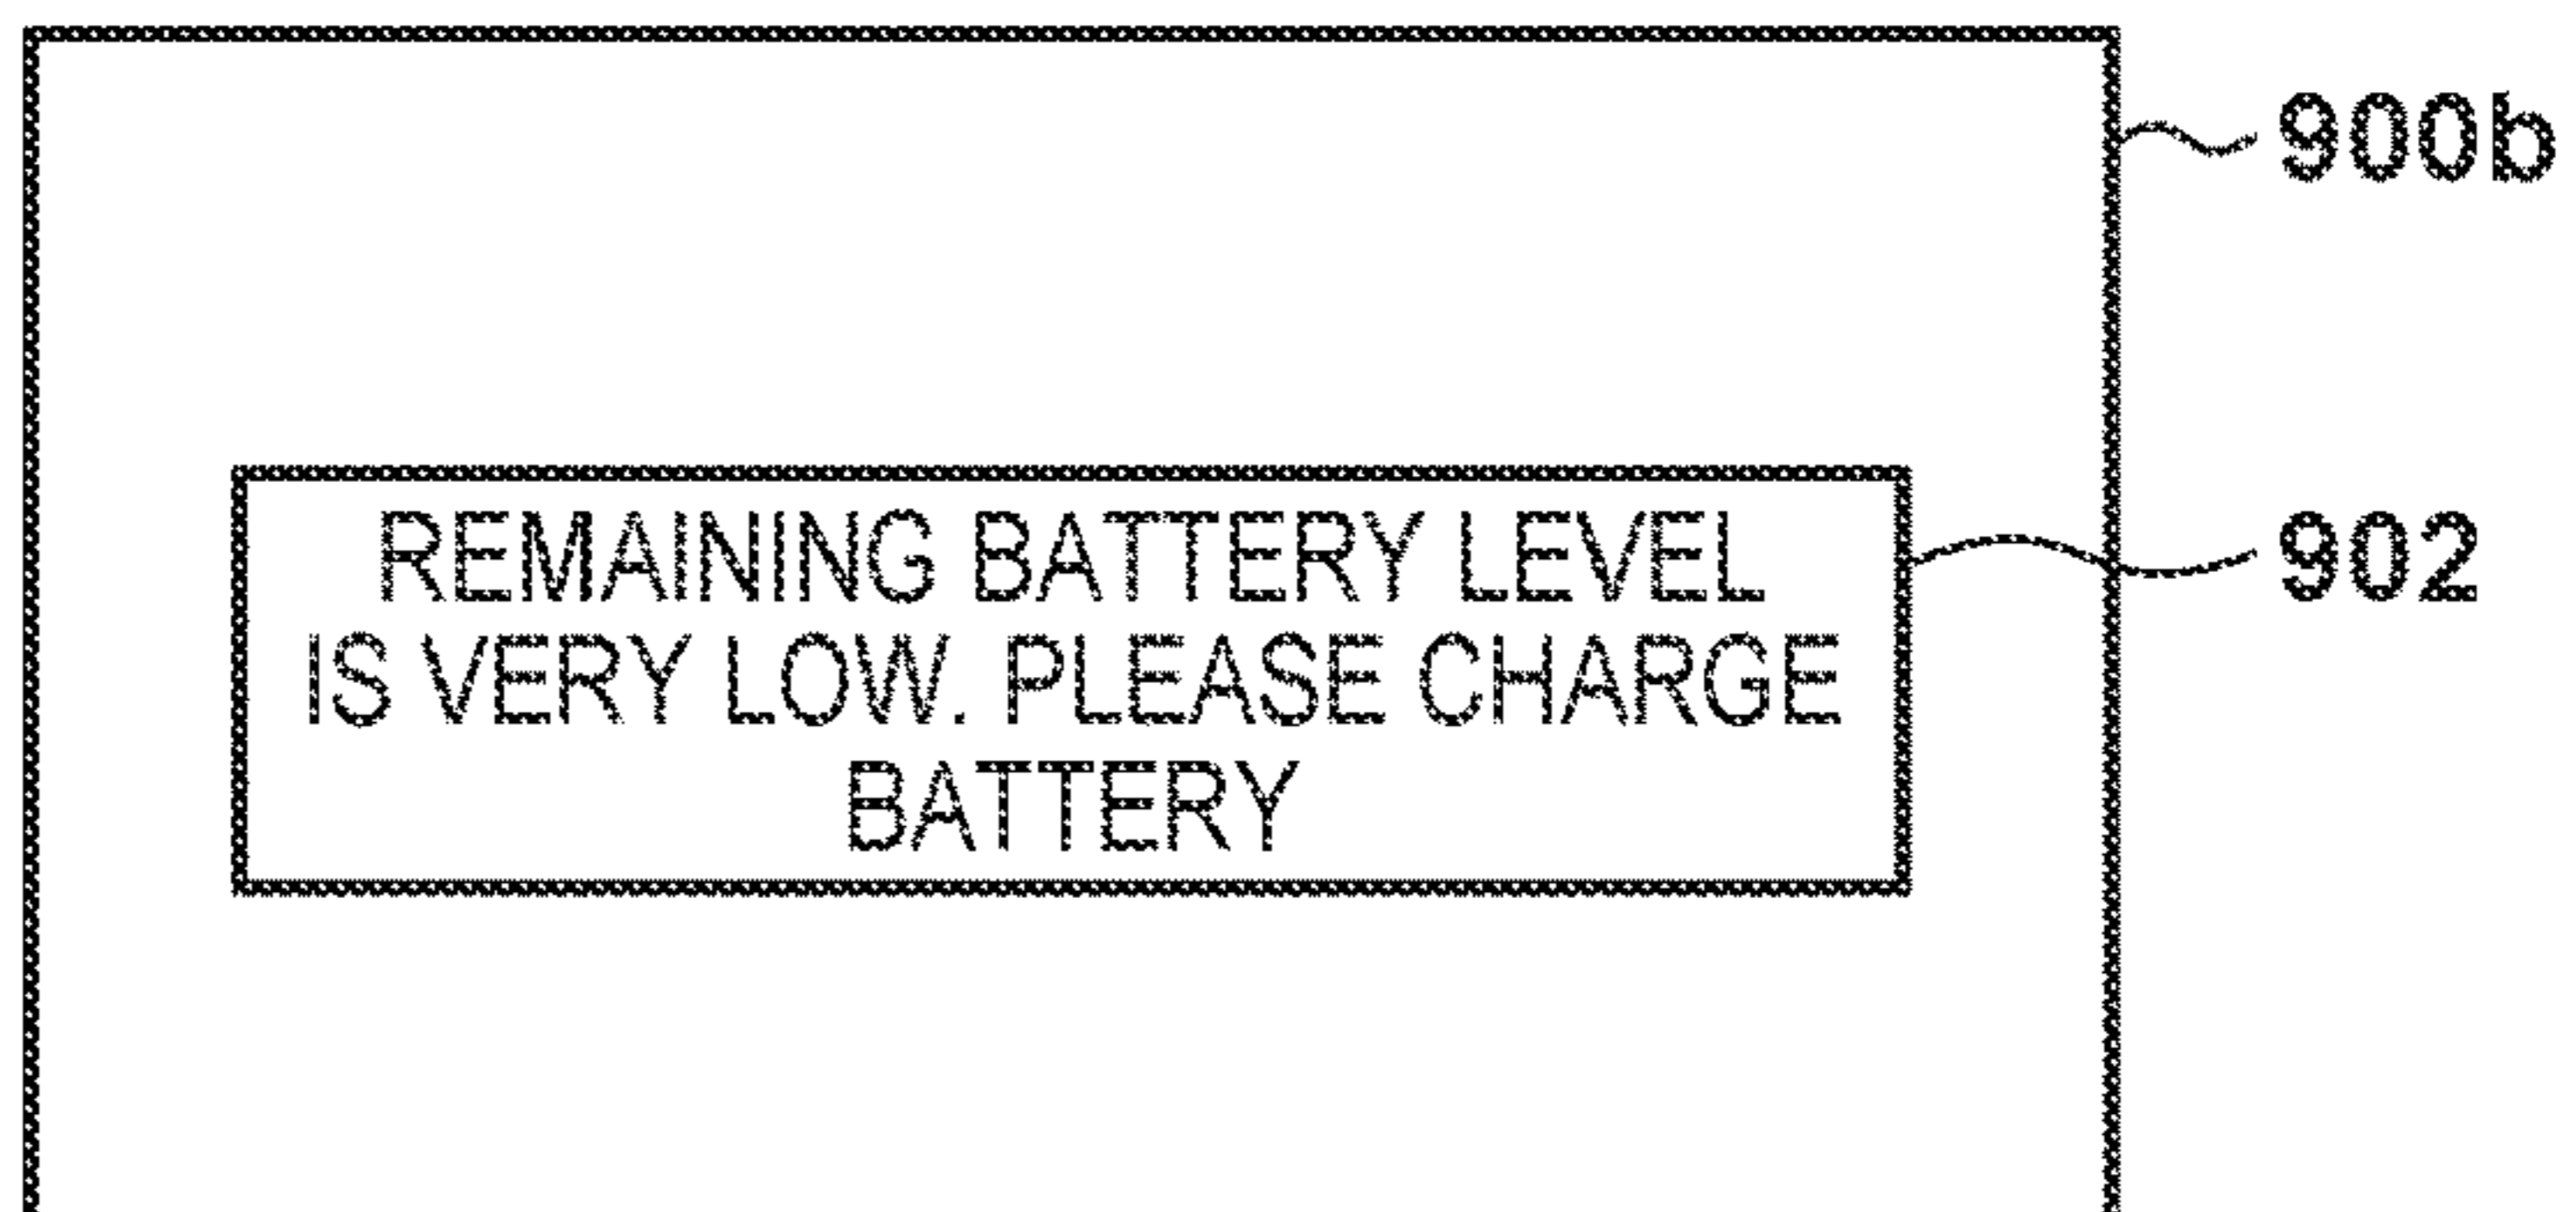 900b
REMAINING BATTERY LEVEL
IS VERY LOW. PLEASE CHARGE
BATTERY
902